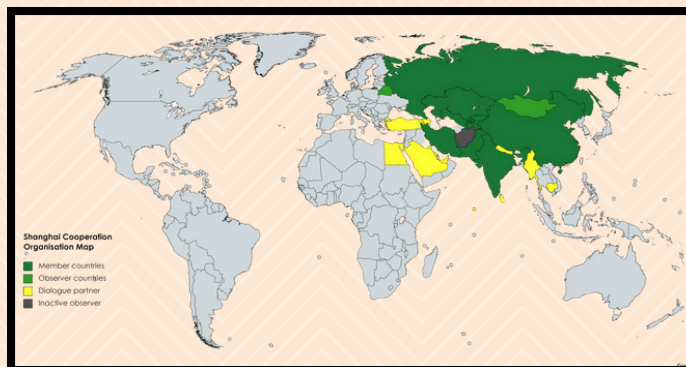 Shanghai Cooperation
Organisation Map
Member countries
Observer countries
Dialogue partner
Inactive observer